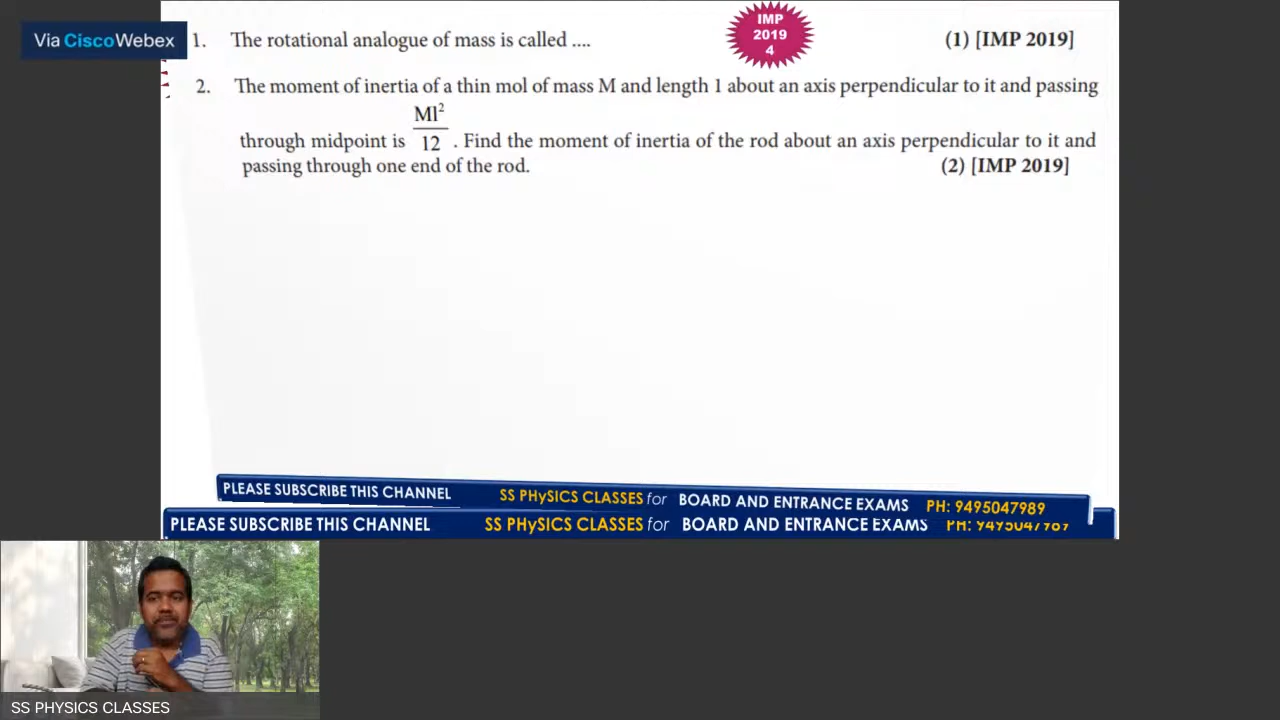 Via Cisco Webex
IMP
2019
4
1. The rotational analogue of mass is called .... (1) [IMP 2019]
2. The moment of inertia of a thin mol of mass M and length 1 about an axis perpendicular to it and passing
through midpoint is Ml²/12 . Find the moment of inertia of the rod about an axis perpendicular to it and
passing through one end of the rod. (2) [IMP 2019]
PLEASE SUBSCRIBE THIS CHANNEL SS PHySICS CLASSES for BOARD AND ENTRANCE EXAMS PH: 9495047989
PLEASE SUBSCRIBE THIS CHANNEL SS PHySICS CLASSES for BOARD AND ENTRANCE EXAMS
SS PHYSICS CLASSES